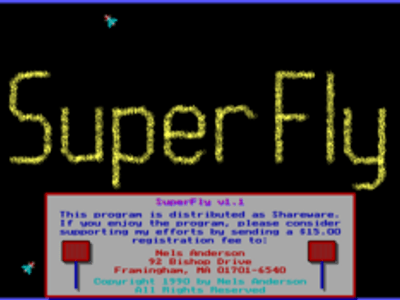 Super Fly
SuperFly v1.1
This program is distributed as Shareware.
If you enjoy the program, please consider
supporting my efforts by sending a $15.00
registration fee to:
Nels Anderson
92 Bishop Drive
Framingham, MA 01701-6540
Copyright 1990 by Nels Anderson
All Rights Reserved